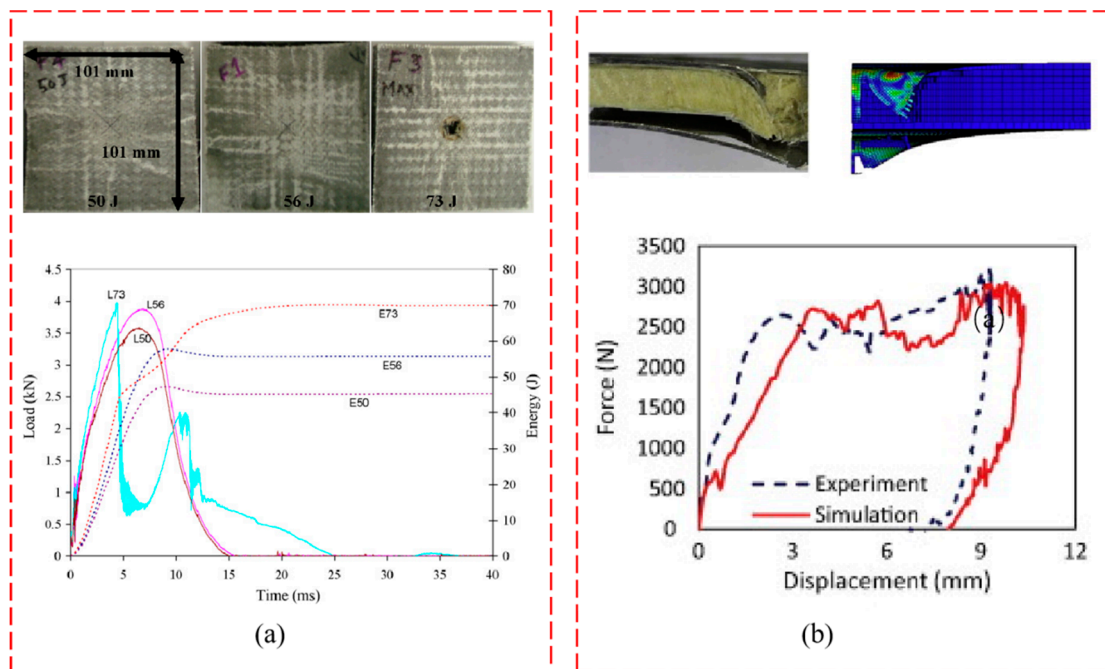 F4
50J
101 mm
101 mm
50 J
F1
56 J
F3
MAX
73 J
4.5
4
3.5
3
2.5
2
1.5
1
0.5
0
Load (kN)
L73
L56
L50
E73
E56
E50
80
70
60
50
40
30
20
10
0
Energy (J)
0 5 10 15 20 25 30 35 40
Time (ms)
(a)
3500
3000
2500
2000
1500
1000
500
0
Force (N)
(a)
Experiment
Simulation
0 3 6 9 12
Displacement (mm)
(b)